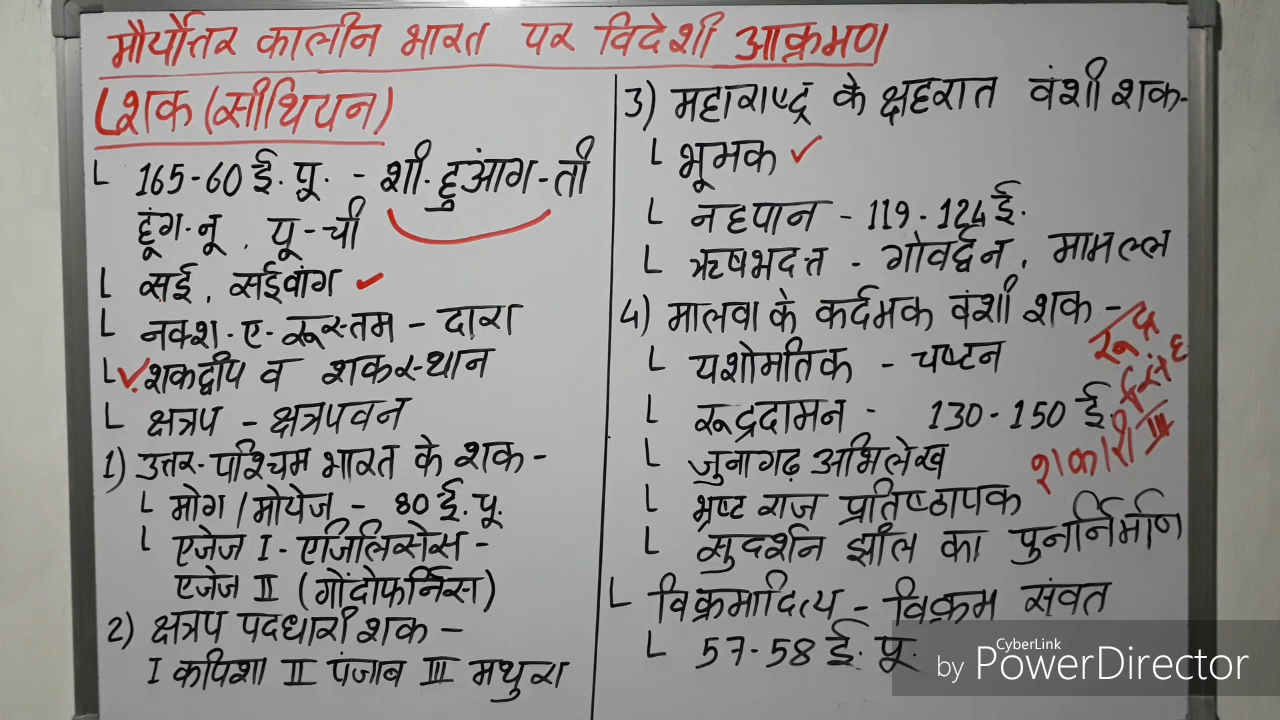 मौर्योत्तर कालीन भारत पर विदेशी आक्रमण
शक (सीथियन)
165-60 ई. पू. - शी-हुआंग-ती
हूंग-नू, यू-ची
सई, सईवांग
नक्श-ए-रूस्तम - दारा
शकद्वीप व शकस्थान
क्षत्रप - क्षत्रपवन
1) उत्तर-पश्चिम भारत के शक -
मोग/मोयेज - 80 ई. पू.
एजेज I - एजिलिसेस -
एजेज II (गोंदोफर्निस)
2) क्षत्रप पदधारी शक -
I कपिशा II पंजाब III मथुरा
3) महाराष्ट्र के क्षहरात वंशी शक-
भूमक
नहपान - 119-124 ई.
ऋषभदत्त - गोवर्द्धन, मामल्ल
4) मालवा के कर्दमक वंशी शक -
यशोमतिक - चष्टन
रूद्रदामन - 130-150 ई.
जुनागढ़ अभिलेख
भ्रष्ट राज प्रतिष्ठापक
सुदर्शन झील का पुनर्निर्माण
रूद्र
सिंह
III
शकारी
विक्रमादित्य - विक्रम संवत
57-58 ई. पू.
CyberLink
by PowerDirector